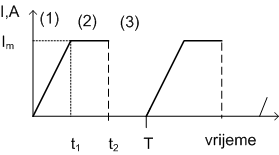 I,A (1) (2) (3)
Im
t1 t2 T vrijeme